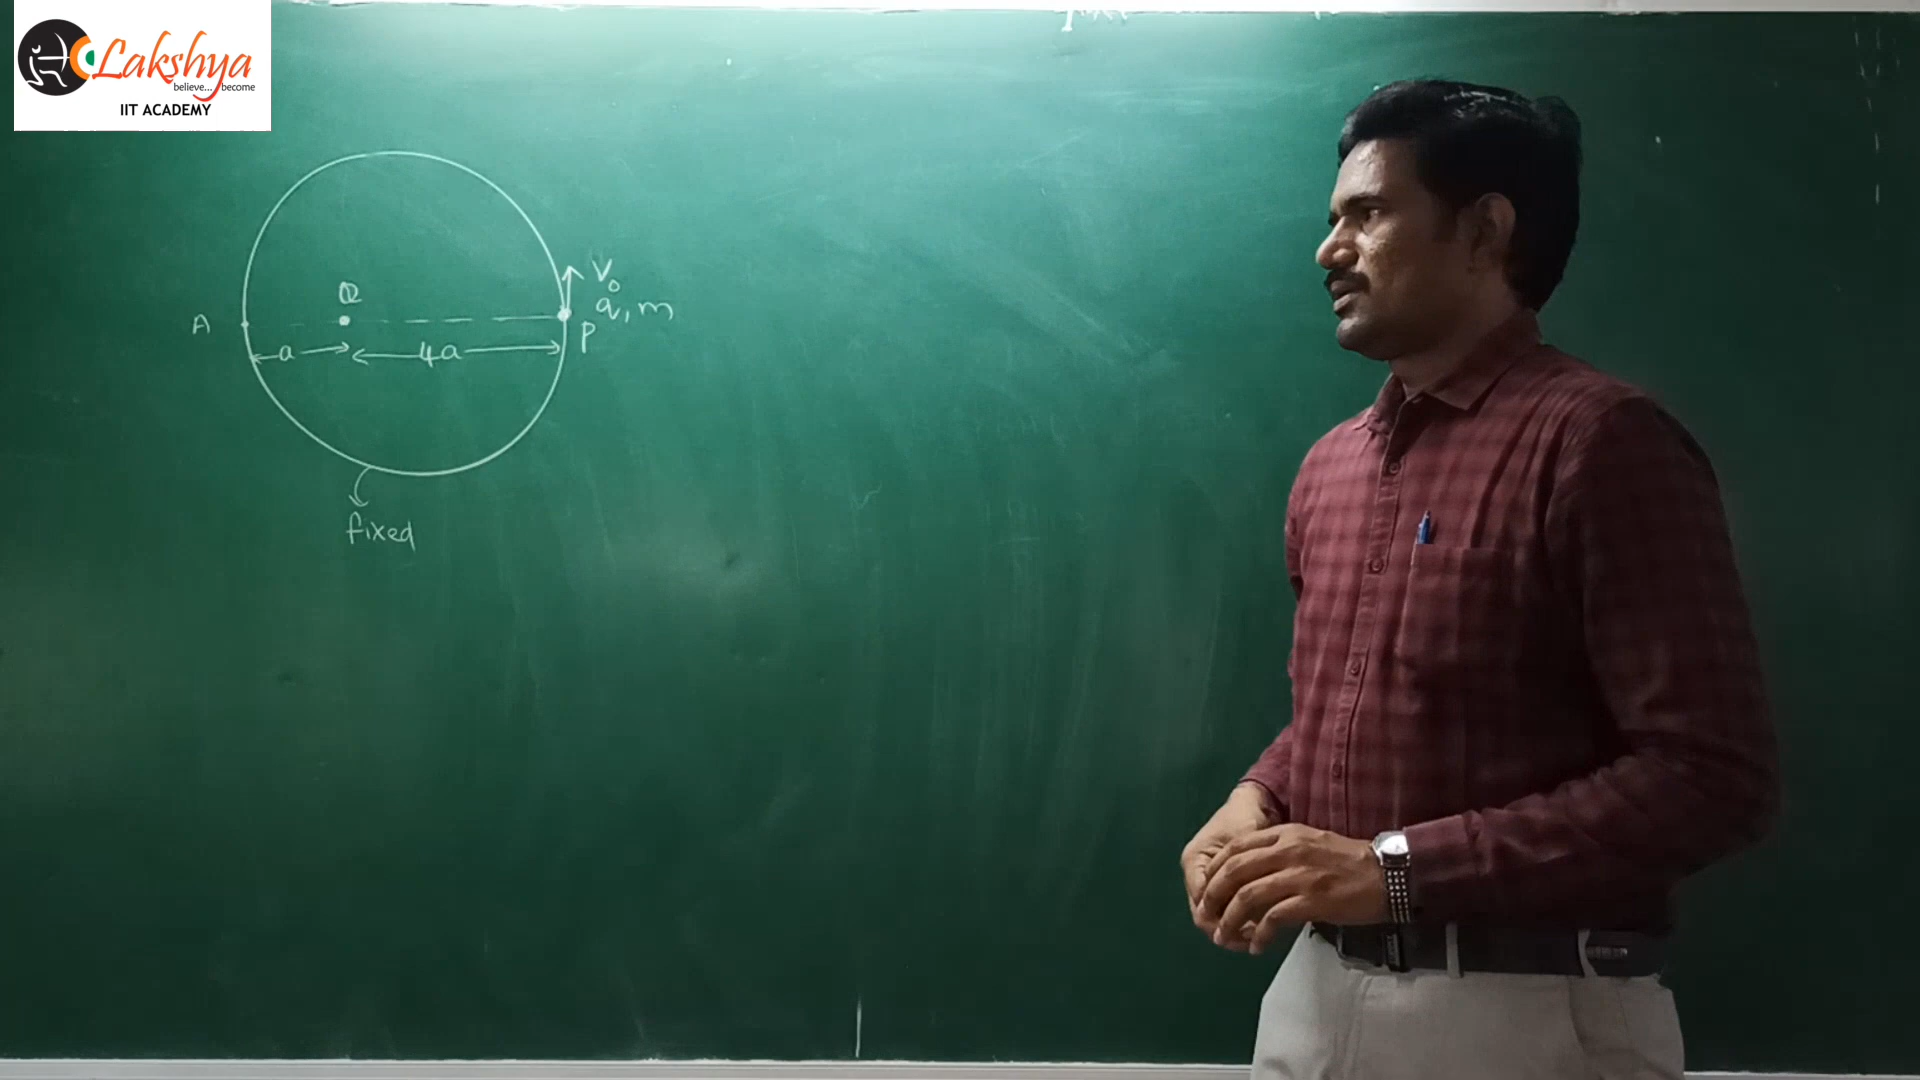 Lakshya
believe... become
IIT ACADEMY
V₀
Q
q, m
A
P
a
4a
fixed